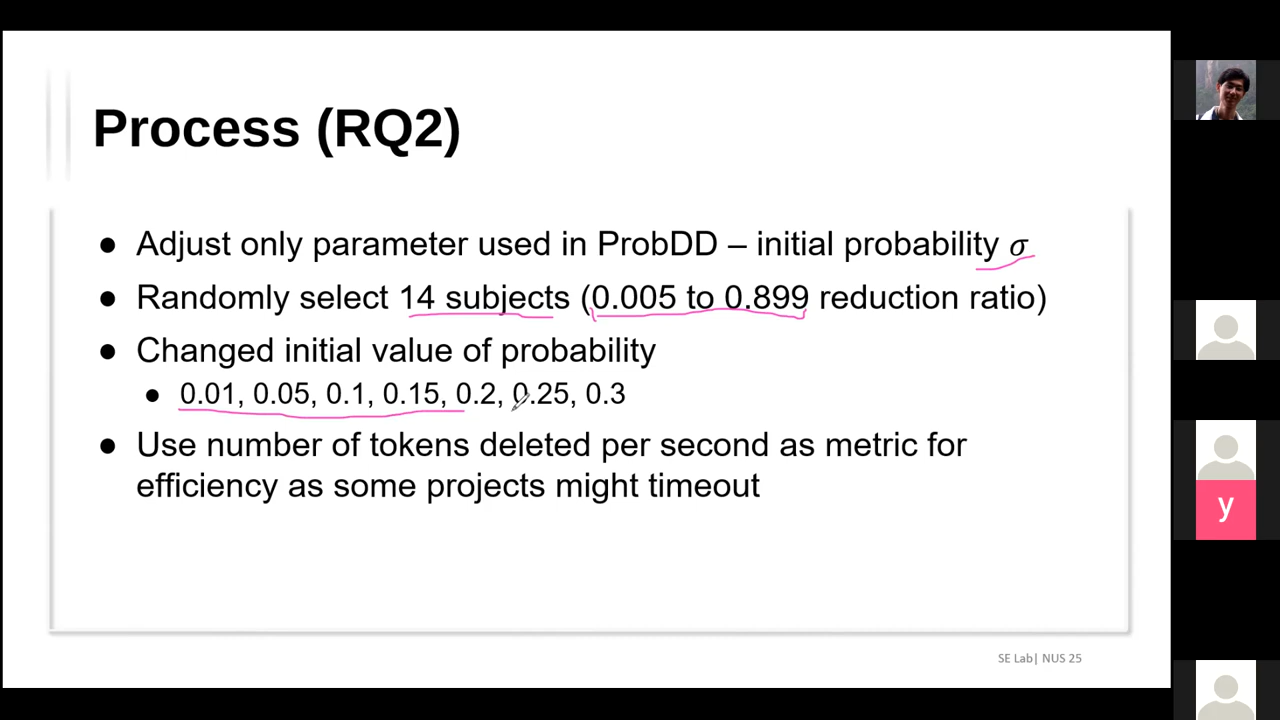 Process (RQ2)
● Adjust only parameter used in ProbDD – initial probability σ
● Randomly select 14 subjects (0.005 to 0.899 reduction ratio)
● Changed initial value of probability
● 0.01, 0.05, 0.1, 0.15, 0.2, 0.25, 0.3
● Use number of tokens deleted per second as metric for
efficiency as some projects might timeout
SE Lab| NUS 25
y